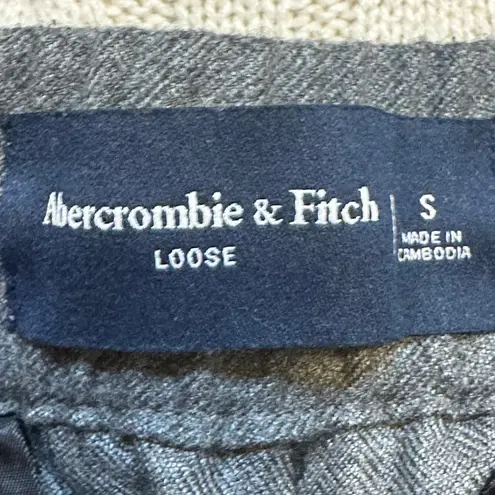 Abercrombie & Fitch
LOOSE
S
MADE IN
CAMBODIA